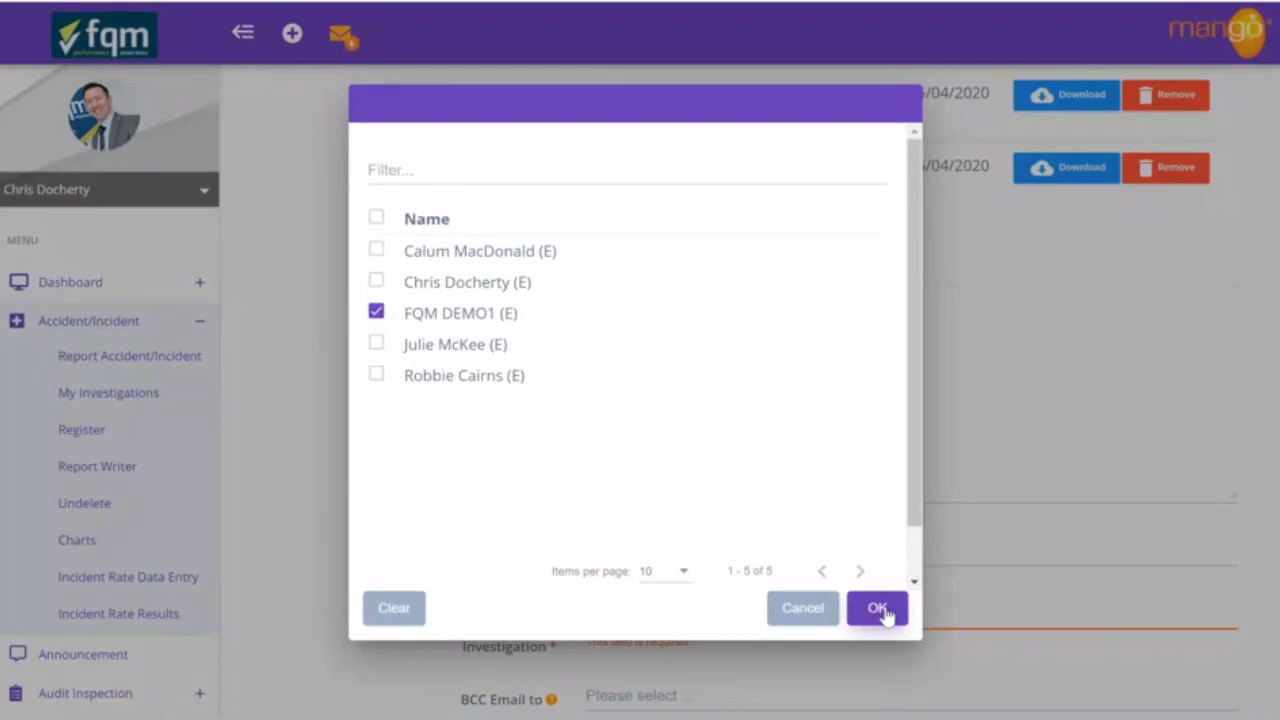 fqm
performance assurance
6
mango
Chris Docherty
MENU
Dashboard
Accident/Incident
Report Accident/Incident
My Investigations
Register
Report Writer
Undelete
Charts
Incident Rate Data Entry
Incident Rate Results
Announcement
Audit Inspection
/04/2020
Download
Remove
/04/2020
Download
Remove
Filter...
Name
Calum MacDonald (E)
Chris Docherty (E)
FQM DEMO1 (E)
Julie McKee (E)
Robbie Cairns (E)
Items per page: 10
1 - 5 of 5
Clear
Cancel
OK
Investigation *
This field is required
BCC Email to
Please select ...